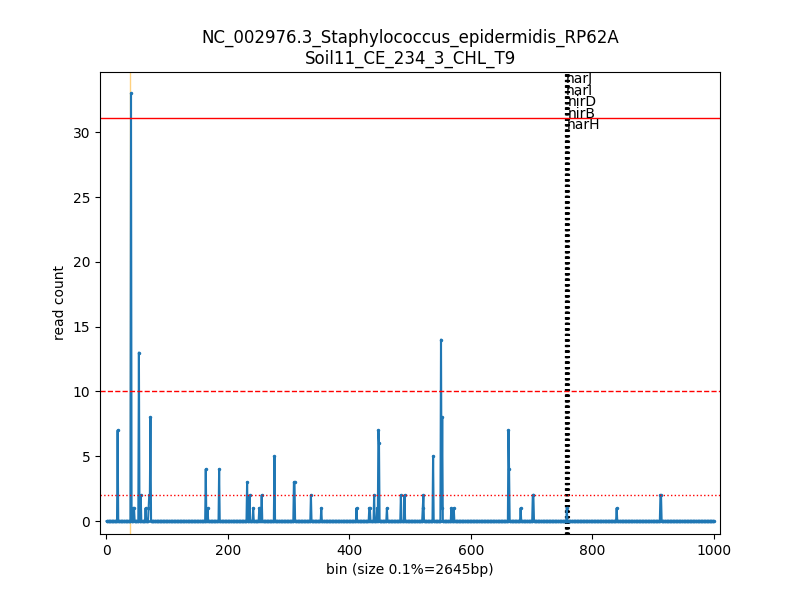 NC_002976.3_Staphylococcus_epidermidis_RP62A
Soil11_CE_234_3_CHL_T9
narJ
narI
nirD
nirB
narH
read count
30
25
20
15
10
5
0
0 200 400 600 800 1000
bin (size 0.1%=2645bp)